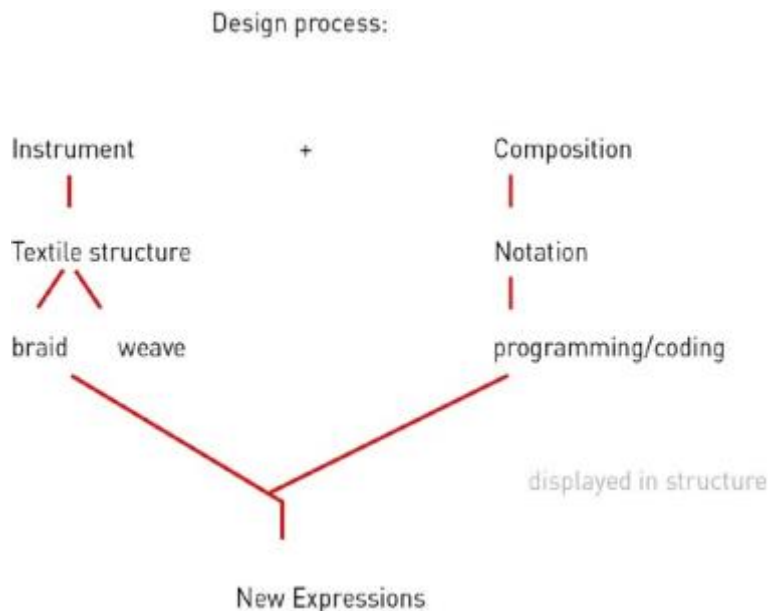 Design process:
Instrument + Composition
Textile structure Notation
braid weave programming/coding
displayed in structure
New Expressions